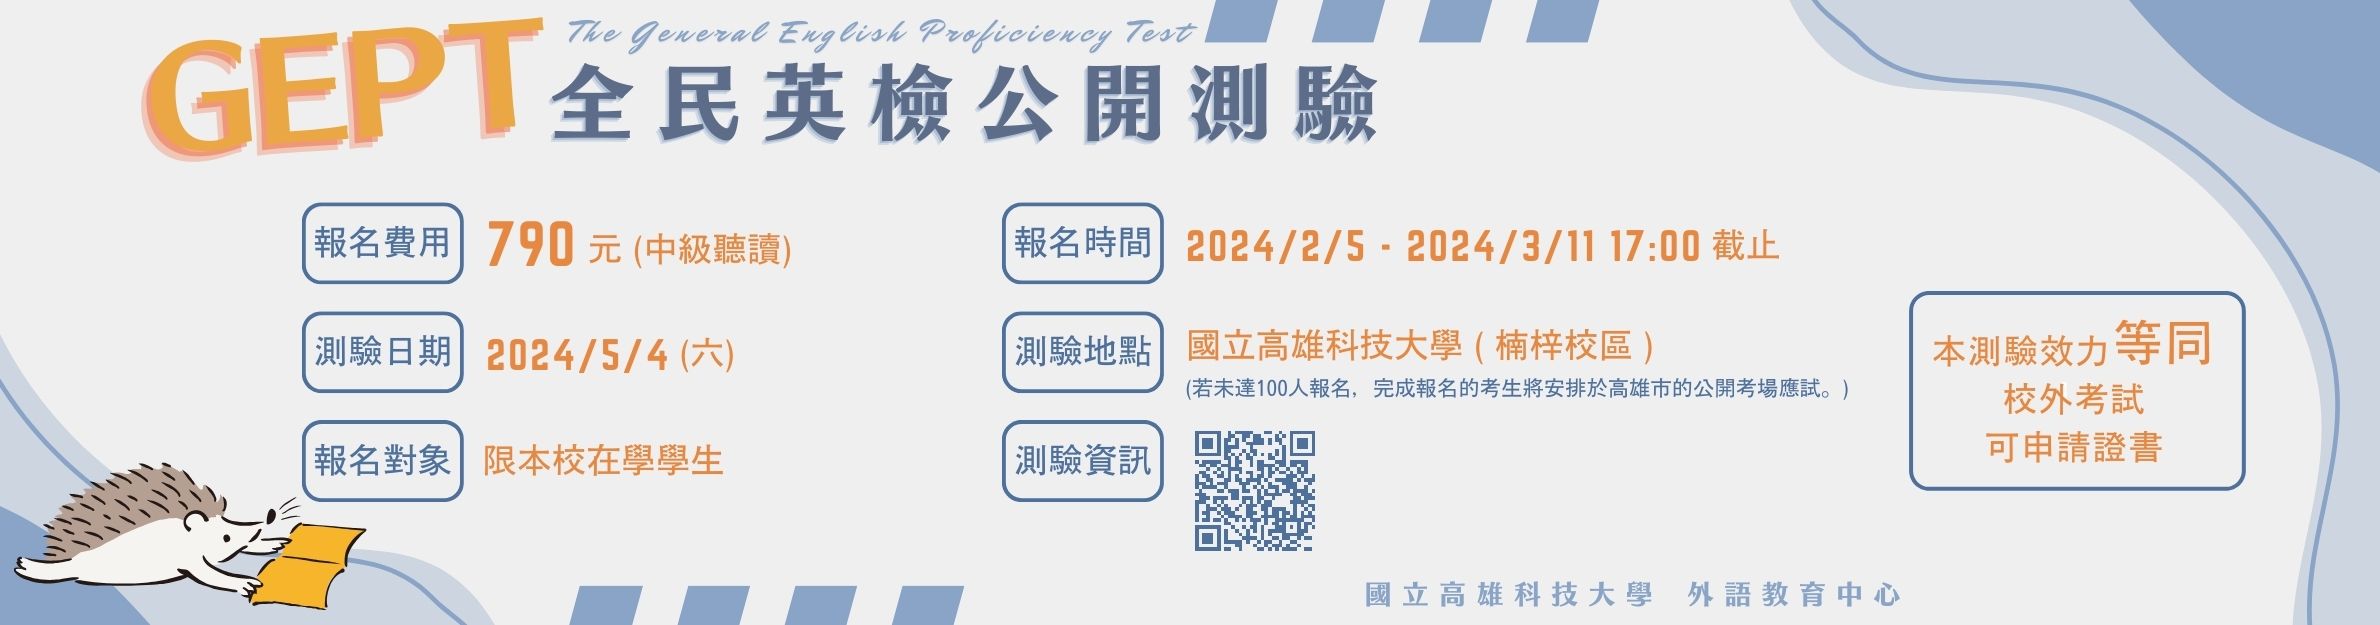 GEPT
The General English Proficiency Test
全民英檢公開測驗
報名費用 790 元 (中級聽讀)
報名時間 2024/2/5 - 2024/3/11 17:00 截止
測驗日期 2024/5/4 (六)
測驗地點 國立高雄科技大學 ( 楠梓校區 )
(若未達100人報名，完成報名的考生將安排於高雄市的公開考場應試。)
報名對象 限本校在學學生
測驗資訊
本測驗效力等同
校外考試
可申請證書
國立高雄科技大學 外語教育中心